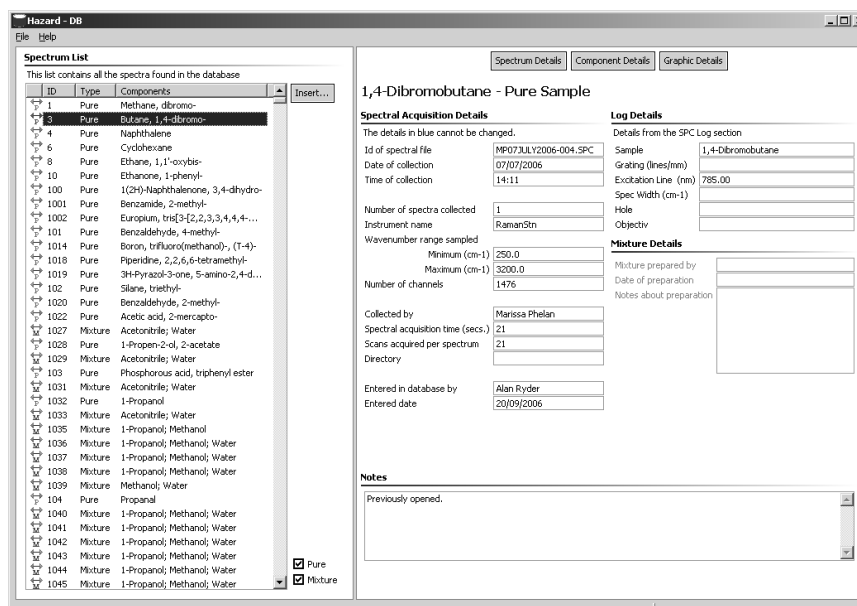 Hazard - DB
File Help
Spectrum List
This list contains all the spectra found in the database
ID Type Components
1 Pure Methane, dibromo-
3 Pure Butane, 1,4-dibromo-
4 Pure Naphthalene
6 Pure Cyclohexane
8 Pure Ethane, 1,1'-oxybis-
10 Pure Ethanone, 1-phenyl-
100 Pure 1(2H)-Naphthalenone, 3,4-dihydro-
1001 Pure Benzamide, 2-methyl-
1002 Pure Europium, tris[3-[2,2,3,3,4,4,4-...
101 Pure Benzaldehyde, 4-methyl-
1014 Pure Boron, trifluoro(methanol)-, (T-4)-
1018 Pure Piperidine, 2,2,6,6-tetramethyl-
1019 Pure 3H-Pyrazol-3-one, 5-amino-2,4-d...
102 Pure Silane, triethyl-
1020 Pure Benzaldehyde, 2-methyl-
1022 Pure Acetic acid, 2-mercapto-
1027 Mixture Acetonitrile; Water
1028 Pure 1-Propen-2-ol, 2-acetate
1029 Mixture Acetonitrile; Water
103 Pure Phosphorous acid, triphenyl ester
1031 Mixture Acetonitrile; Water
1032 Pure 1-Propanol
1033 Mixture Acetonitrile; Water
1035 Mixture 1-Propanol; Methanol
1036 Mixture 1-Propanol; Methanol; Water
1037 Mixture 1-Propanol; Methanol; Water
1038 Mixture 1-Propanol; Methanol; Water
1039 Mixture Methanol; Water
104 Pure Propanal
1040 Mixture 1-Propanol; Methanol; Water
1041 Mixture 1-Propanol; Methanol; Water
1042 Mixture 1-Propanol; Methanol; Water
1043 Mixture 1-Propanol; Methanol; Water
1044 Mixture 1-Propanol; Methanol; Water
1045 Mixture 1-Propanol; Methanol; Water
Insert...
Pure
Mixture
Spectrum Details Component Details Graphic Details
1,4-Dibromobutane - Pure Sample
Spectral Acquisition Details
The details in blue cannot be changed.
Id of spectral file MP07JULY2006-004.SPC
Date of collection 07/07/2006
Time of collection 14:11
Number of spectra collected 1
Instrument name RamanStn
Wavenumber range sampled
Minimum (cm-1) 250.0
Maximum (cm-1) 3200.0
Number of channels 1476
Collected by Marissa Phelan
Spectral acquisition time (secs.) 21
Scans acquired per spectrum 21
Directory
Entered in database by Alan Ryder
Entered date 20/09/2006
Log Details
Details from the SPC Log section
Sample 1,4-Dibromobutane
Grating (lines/mm)
Excitation Line (nm) 785.00
Spec Width (cm-1)
Hole
Objectiv
Mixture Details
Mixture prepared by
Date of preparation
Notes about preparation
Notes
Previously opened.